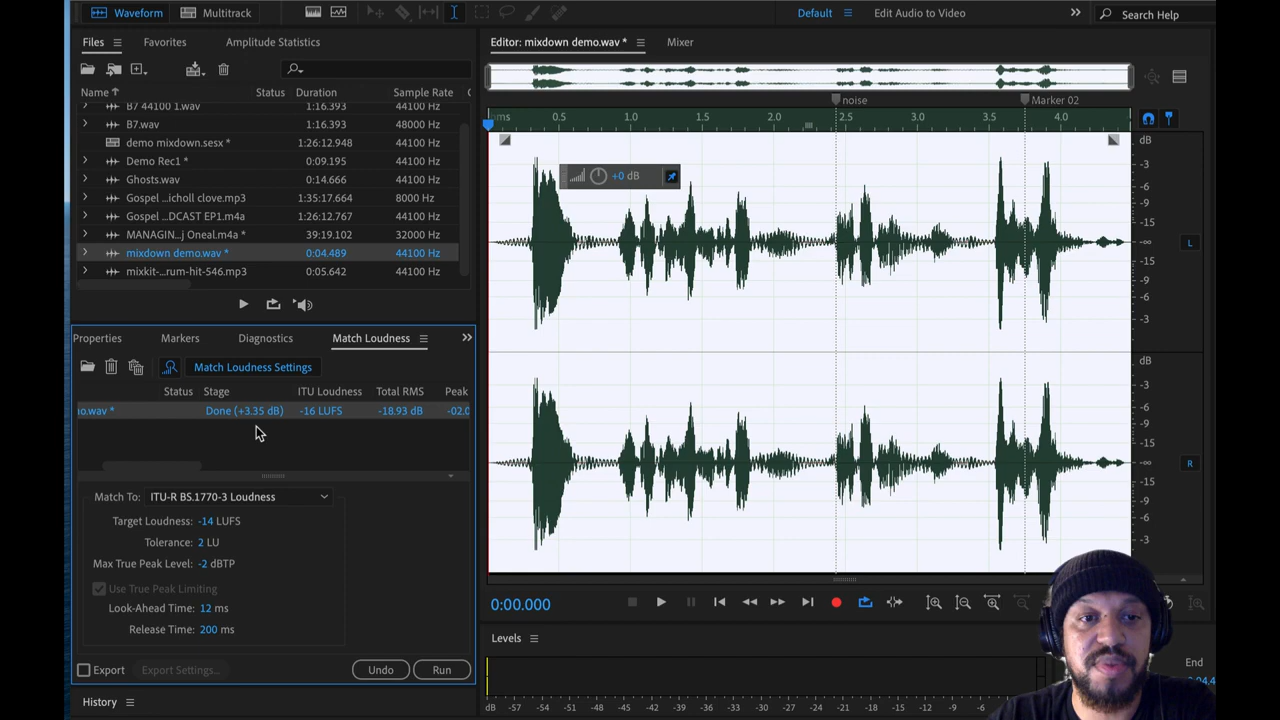 Waveform Multitrack Default Edit Audio to Video Search Help
Files Favorites Amplitude Statistics Editor: mixdown demo.wav * Mixer
Name Status Duration Sample Rate
B7 44100 1.wav 1:16.393 44100 Hz
B7.wav 1:16.393 48000 Hz
demo mixdown.sesx * 1:26:12.948 44100 Hz
Demo Rec1 * 0:09.195 44100 Hz
Ghosts.wav 0:14.666 44100 Hz
Gospel ...icholl clove.mp3 1:35:17.664 8000 Hz
Gospel ...DCAST EP1.m4a 1:26:12.767 44100 Hz
MANAGIN...j Oneal.m4a * 39:19.102 32000 Hz
mixdown demo.wav * 0:04.489 44100 Hz
mixkit-...rum-hit-546.mp3 0:05.642 44100 Hz
noise Marker 02
hms 0.5 1.0 1.5 2.0 2.5 3.0 3.5 4.0
+0 dB
dB
-3
-6
-9
-15
-∞
-15
-9
-6
-3
L
dB
-3
-6
-9
-15
-∞
-15
-9
-6
-3
R
Properties Markers Diagnostics Match Loudness
Match Loudness Settings
Status Stage ITU Loudness Total RMS Peak
o.wav * Done (+3.35 dB) -16 LUFS -18.93 dB -02.0
Match To: ITU-R BS.1770-3 Loudness
Target Loudness: -14 LUFS
Tolerance: 2 LU
Max True Peak Level: -2 dBTP
Use True Peak Limiting
Look-Ahead Time: 12 ms
Release Time: 200 ms
Export Export Settings... Undo Run
History
0:00.000
Levels
End
dB -57 -54 -51 -48 -45 -42 -39 -36 -33 -30 -27 -24 -21 -18 -15 -12 -9 -6